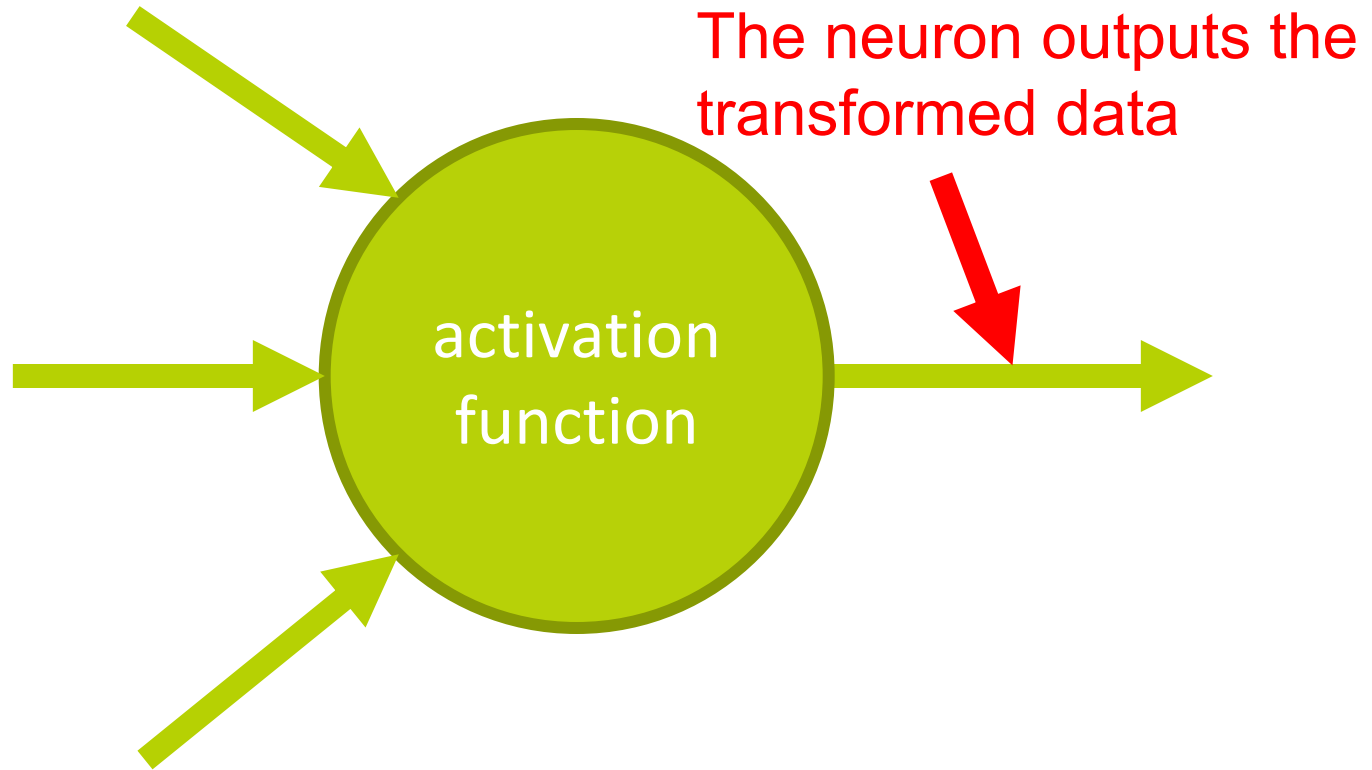 The neuron outputs the
transformed data
activation
function